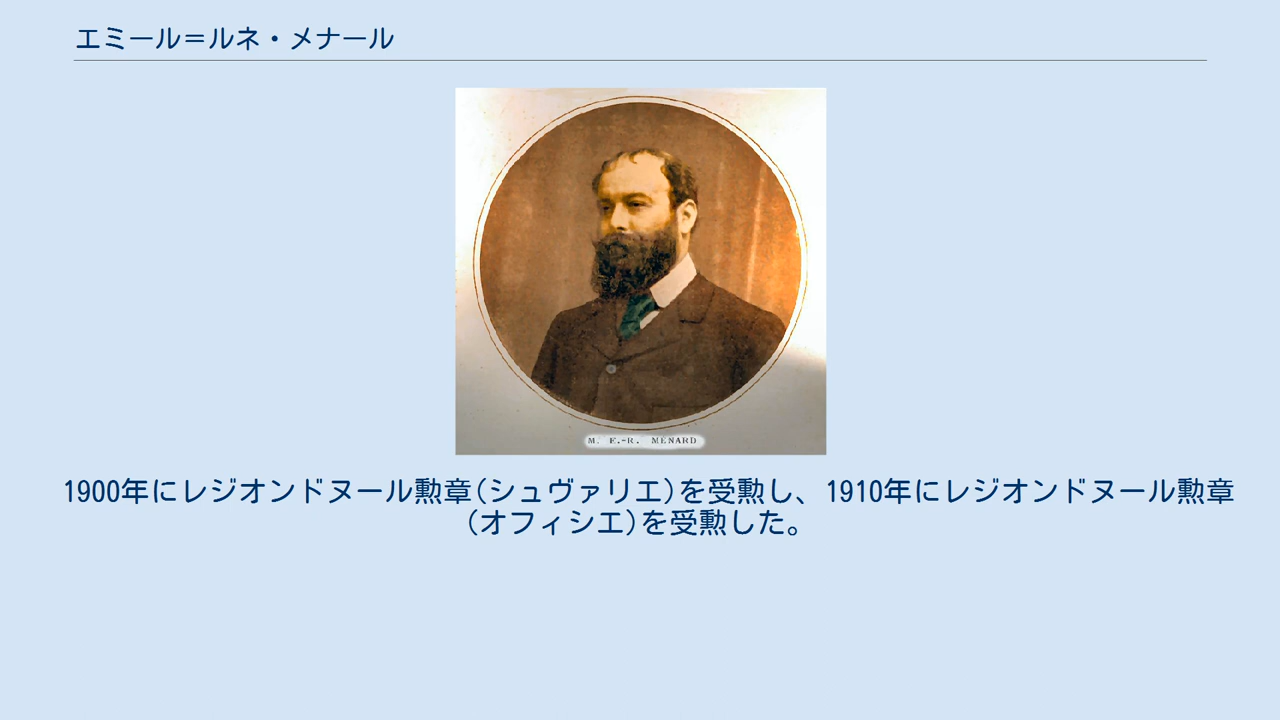 エミール＝ルネ・メナール
M. E.-R. MENARD
1900年にレジオンドヌール勲章(シュヴァリエ)を受勲し、1910年にレジオンドヌール勲章
(オフィシエ)を受勲した。